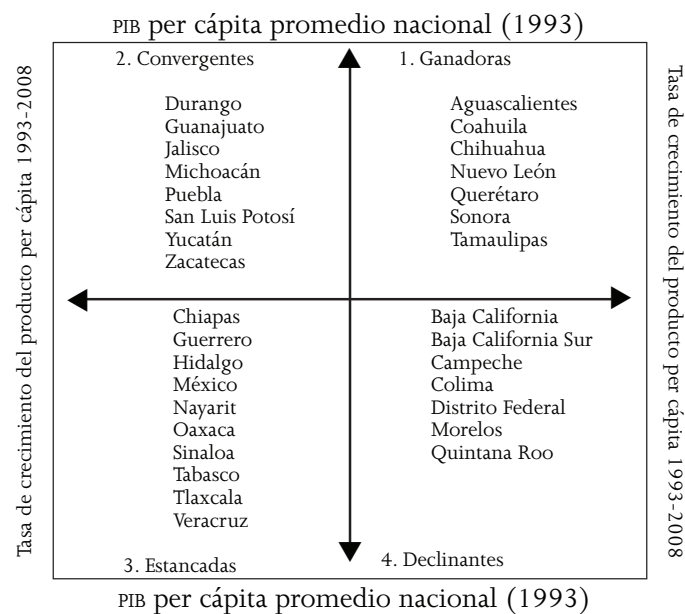 PIB per cápita promedio nacional (1993)
Tasa de crecimiento del producto per cápita 1993-2008
2. Convergentes
Durango
Guanajuato
Jalisco
Michoacán
Puebla
San Luis Potosí
Yucatán
Zacatecas
1. Ganadoras
Aguascalientes
Coahuila
Chihuahua
Nuevo León
Querétaro
Sonora
Tamaulipas
Tasa de crecimiento del producto per cápita 1993-2008
Chiapas
Guerrero
Hidalgo
México
Nayarit
Oaxaca
Sinaloa
Tabasco
Tlaxcala
Veracruz
3. Estancadas
Baja California
Baja California Sur
Campeche
Colima
Distrito Federal
Morelos
Quintana Roo
4. Declinantes
PIB per cápita promedio nacional (1993)